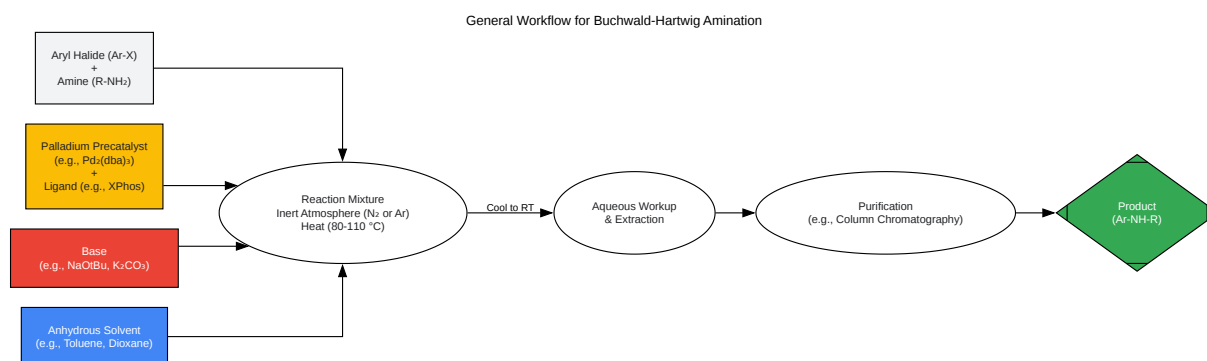 General Workflow for Buchwald-Hartwig Amination
Aryl Halide (Ar-X)
+
Amine (R-NH₂)
Palladium Precatalyst
(e.g., Pd₂(dba)₃)
+
Ligand (e.g., XPhos)
Base
(e.g., NaOtBu, K₂CO₃)
Anhydrous Solvent
(e.g., Toluene, Dioxane)
Reaction Mixture
Inert Atmosphere (N₂ or Ar)
Heat (80-110 °C)
Cool to RT
Aqueous Workup
& Extraction
Purification
(e.g., Column Chromatography)
Product
(Ar-NH-R)